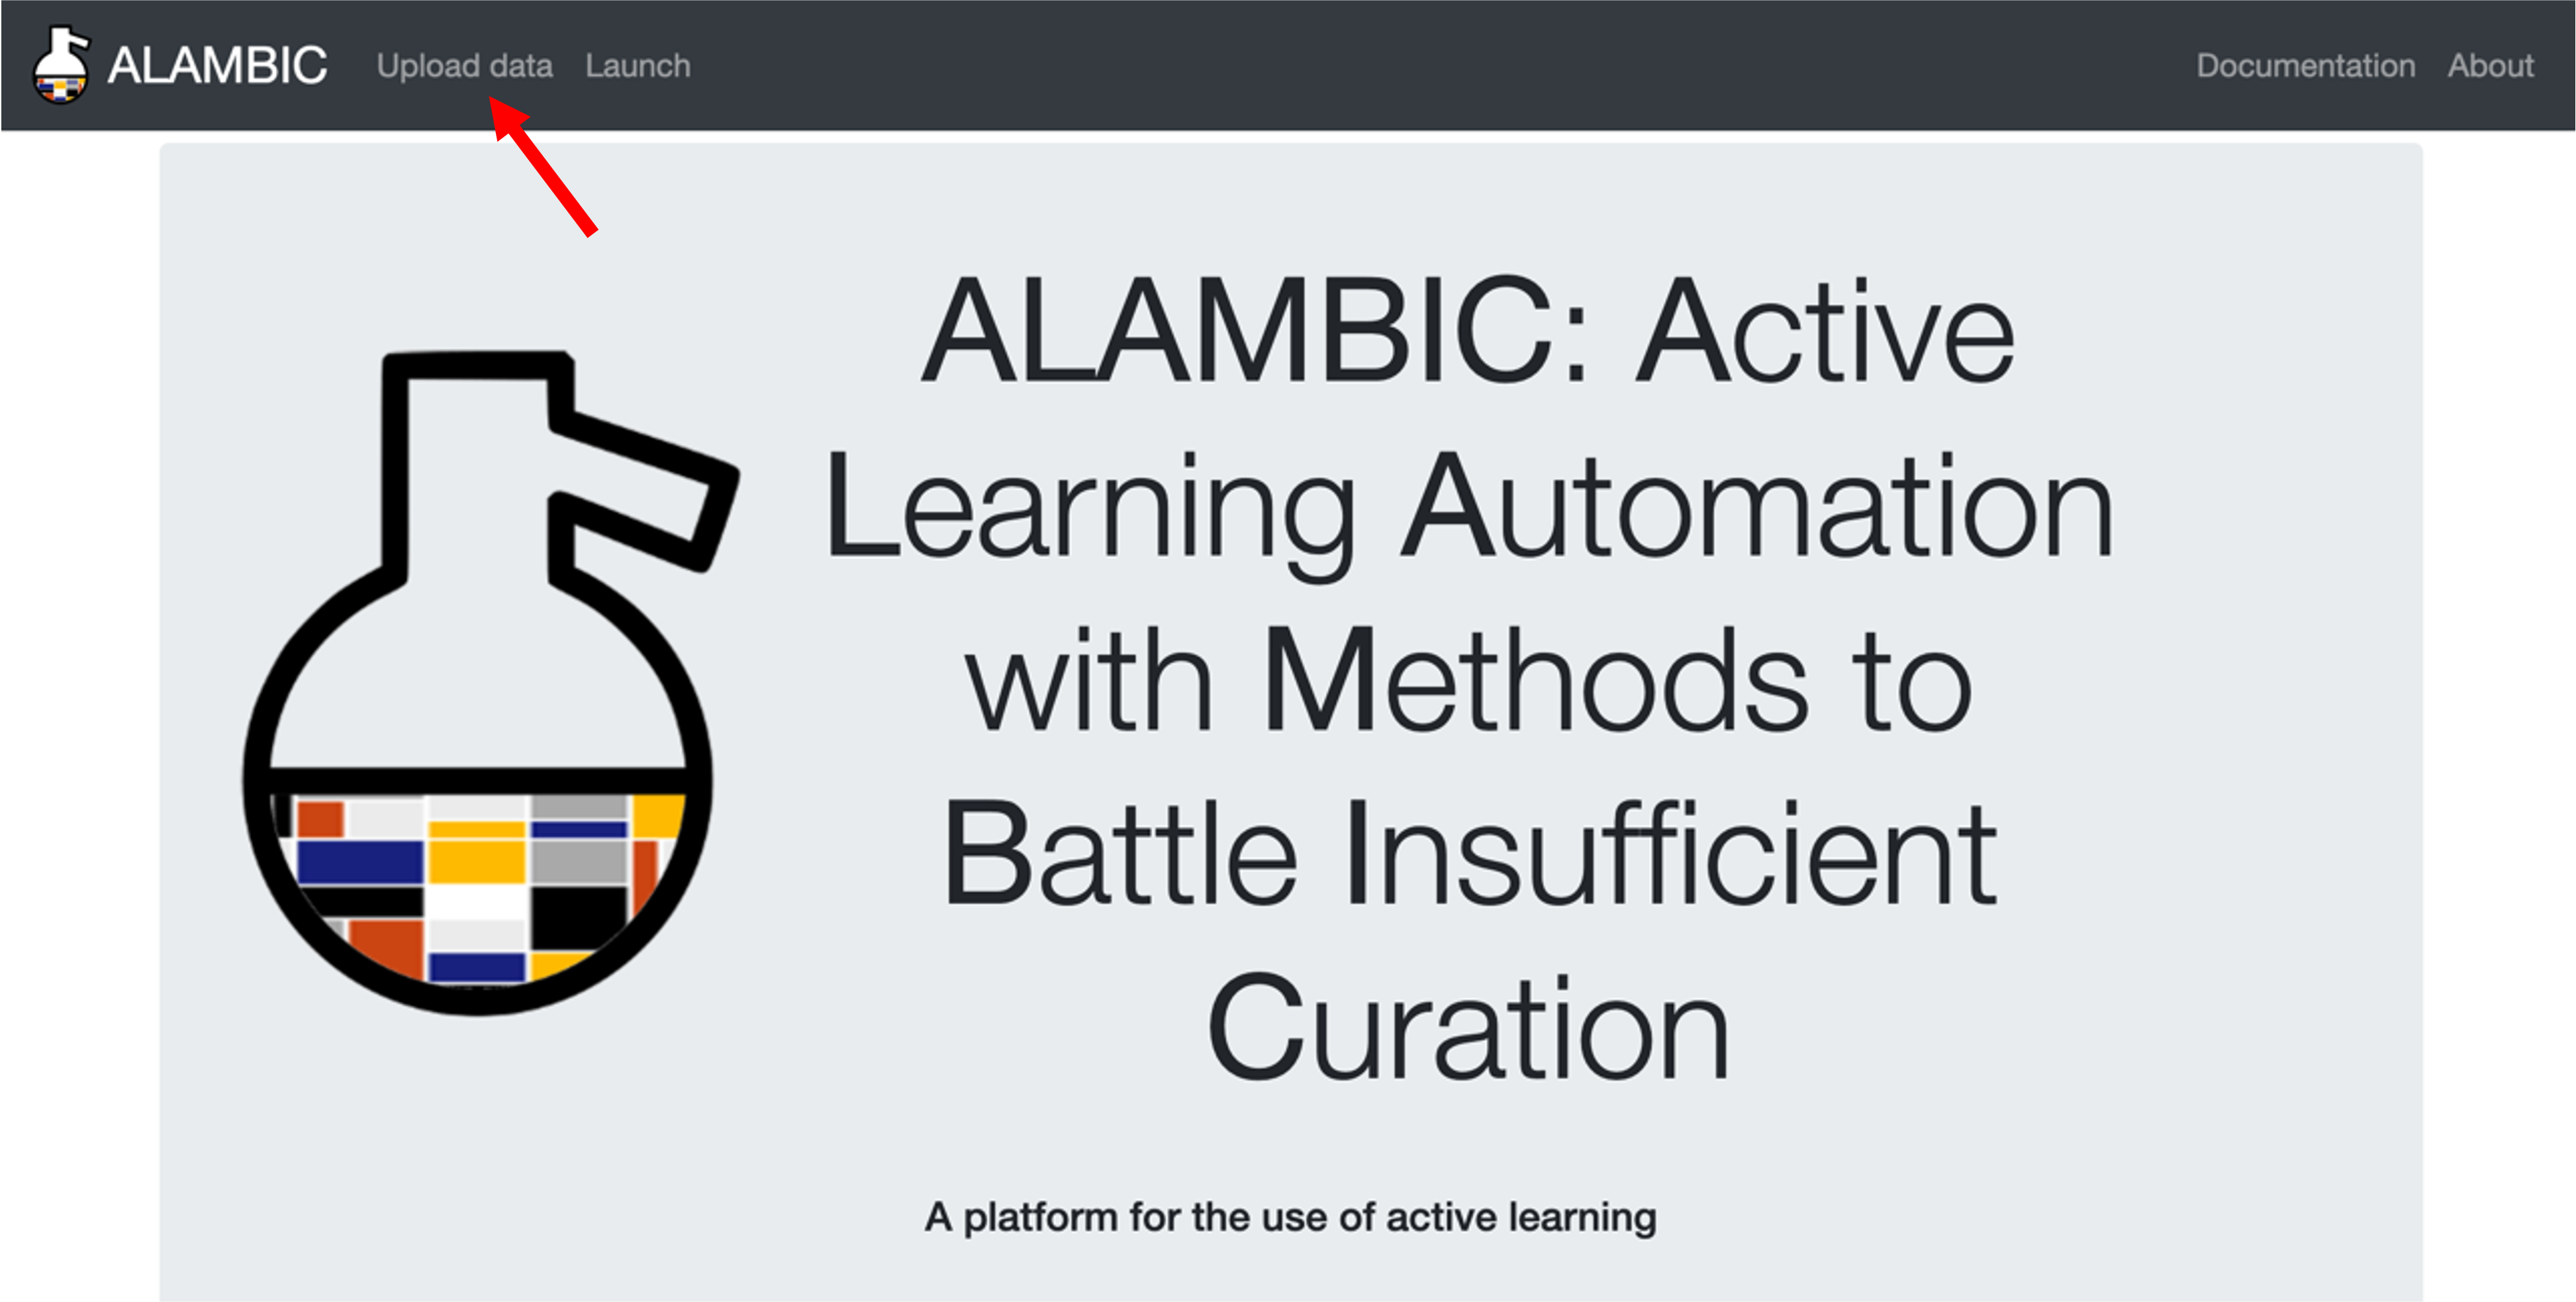 ALAMBIC Upload data Launch Documentation About
ALAMBIC: Active
Learning Automation
with Methods to
Battle Insufficient
Curation
A platform for the use of active learning